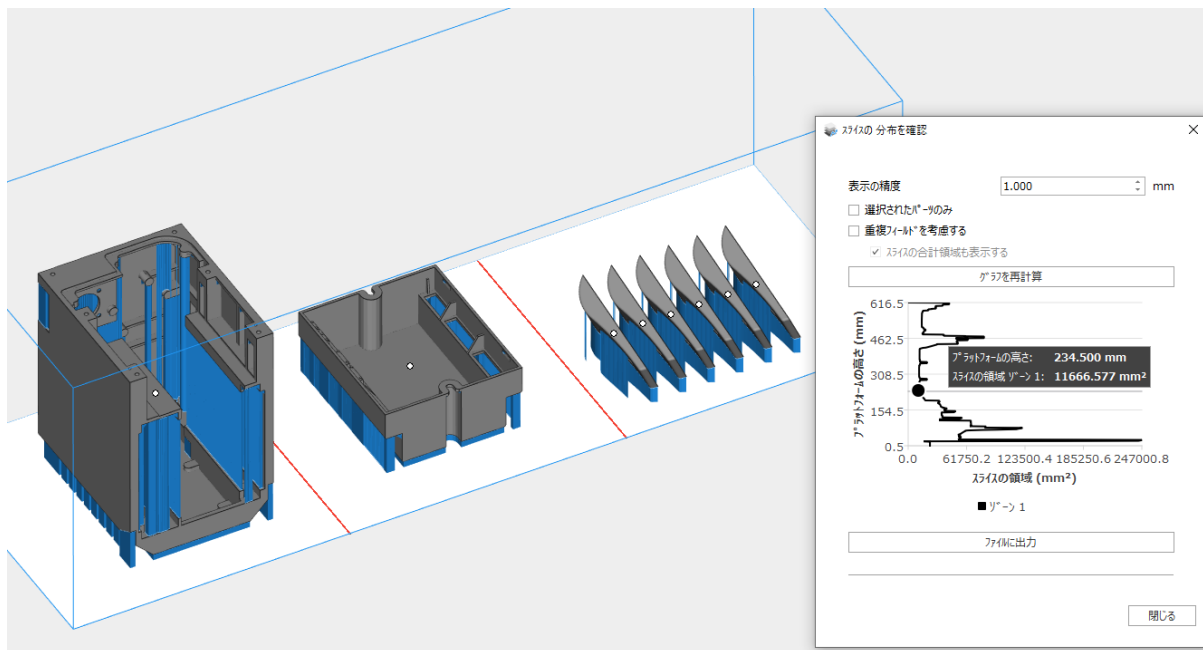 スライスの 分布を確認
表示の精度 1.000 mm
選択されたパーツのみ
重複フィールドを考慮する
スライスの合計領域も表示する
グラフを再計算
616.5
462.5
308.5
154.5
0.5
プラットフォームの高さ (mm)
プラットフォームの高さ: 234.500 mm
スライスの領域 ゾーン 1: 11666.577 mm²
0.0 61750.2 123500.4 185250.6 247000.8
スライスの領域 (mm²)
ゾーン 1
ファイルに出力
閉じる